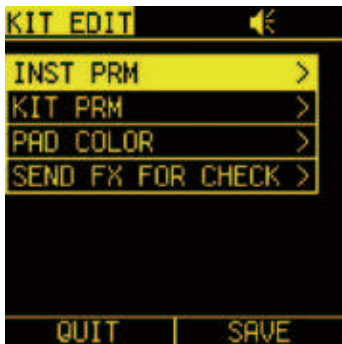 KIT EDIT
INST PRM >
KIT PRM >
PAD COLOR >
SEND FX FOR CHECK >
QUIT SAVE